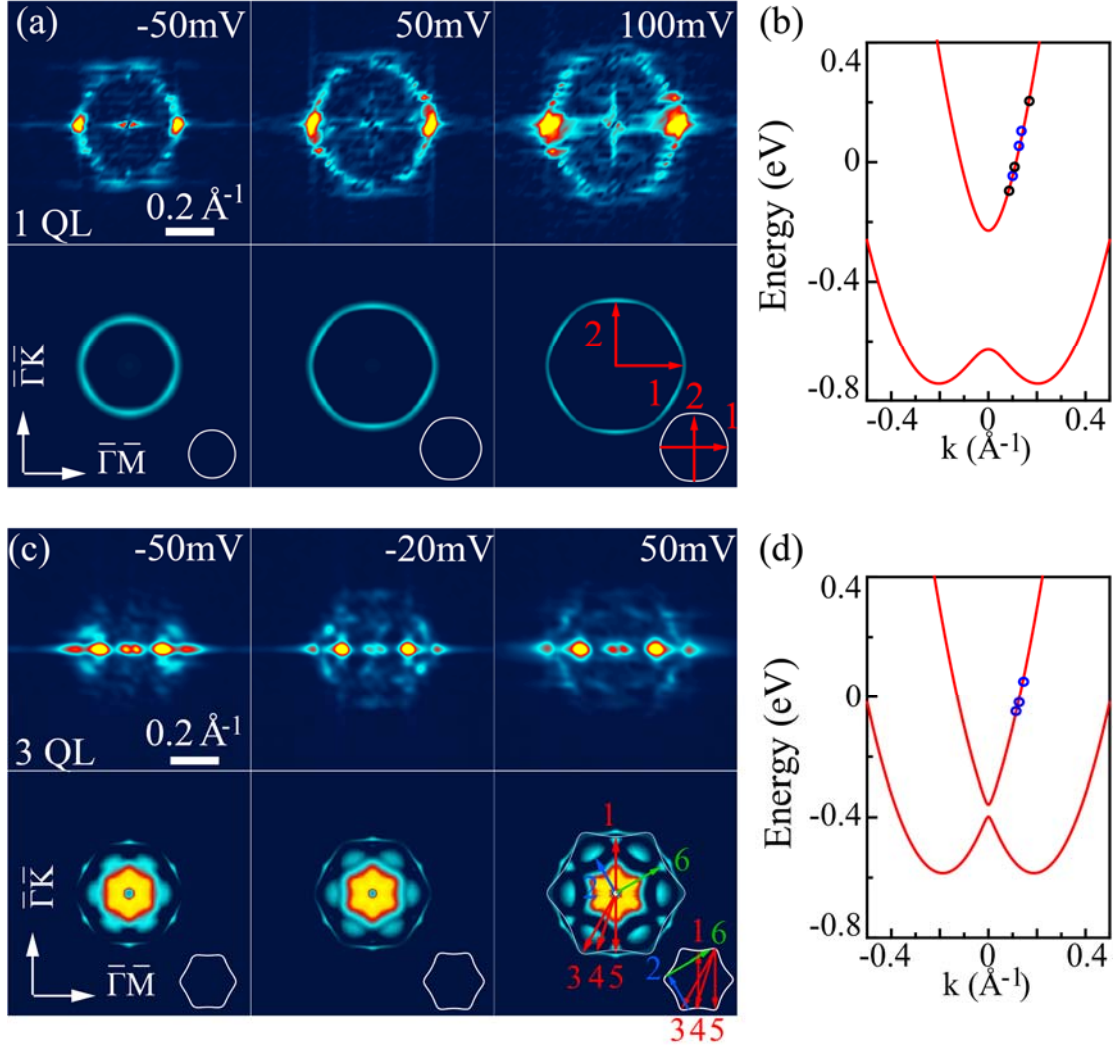 (a) -50mV 50mV 100mV
1 QL 0.2 Å⁻¹
Γ̄K̄
Γ̄M̄
2
1
2
1
(b)
Energy (eV)
0.4
0
-0.4
-0.8
-0.4 0 0.4
k (Å⁻¹)
(c) -50mV -20mV 50mV
3 QL 0.2 Å⁻¹
Γ̄K̄
Γ̄M̄
1
6
3 4 5
1 6
2
3 4 5
(d)
Energy (eV)
0.4
0
-0.4
-0.8
-0.4 0 0.4
k (Å⁻¹)